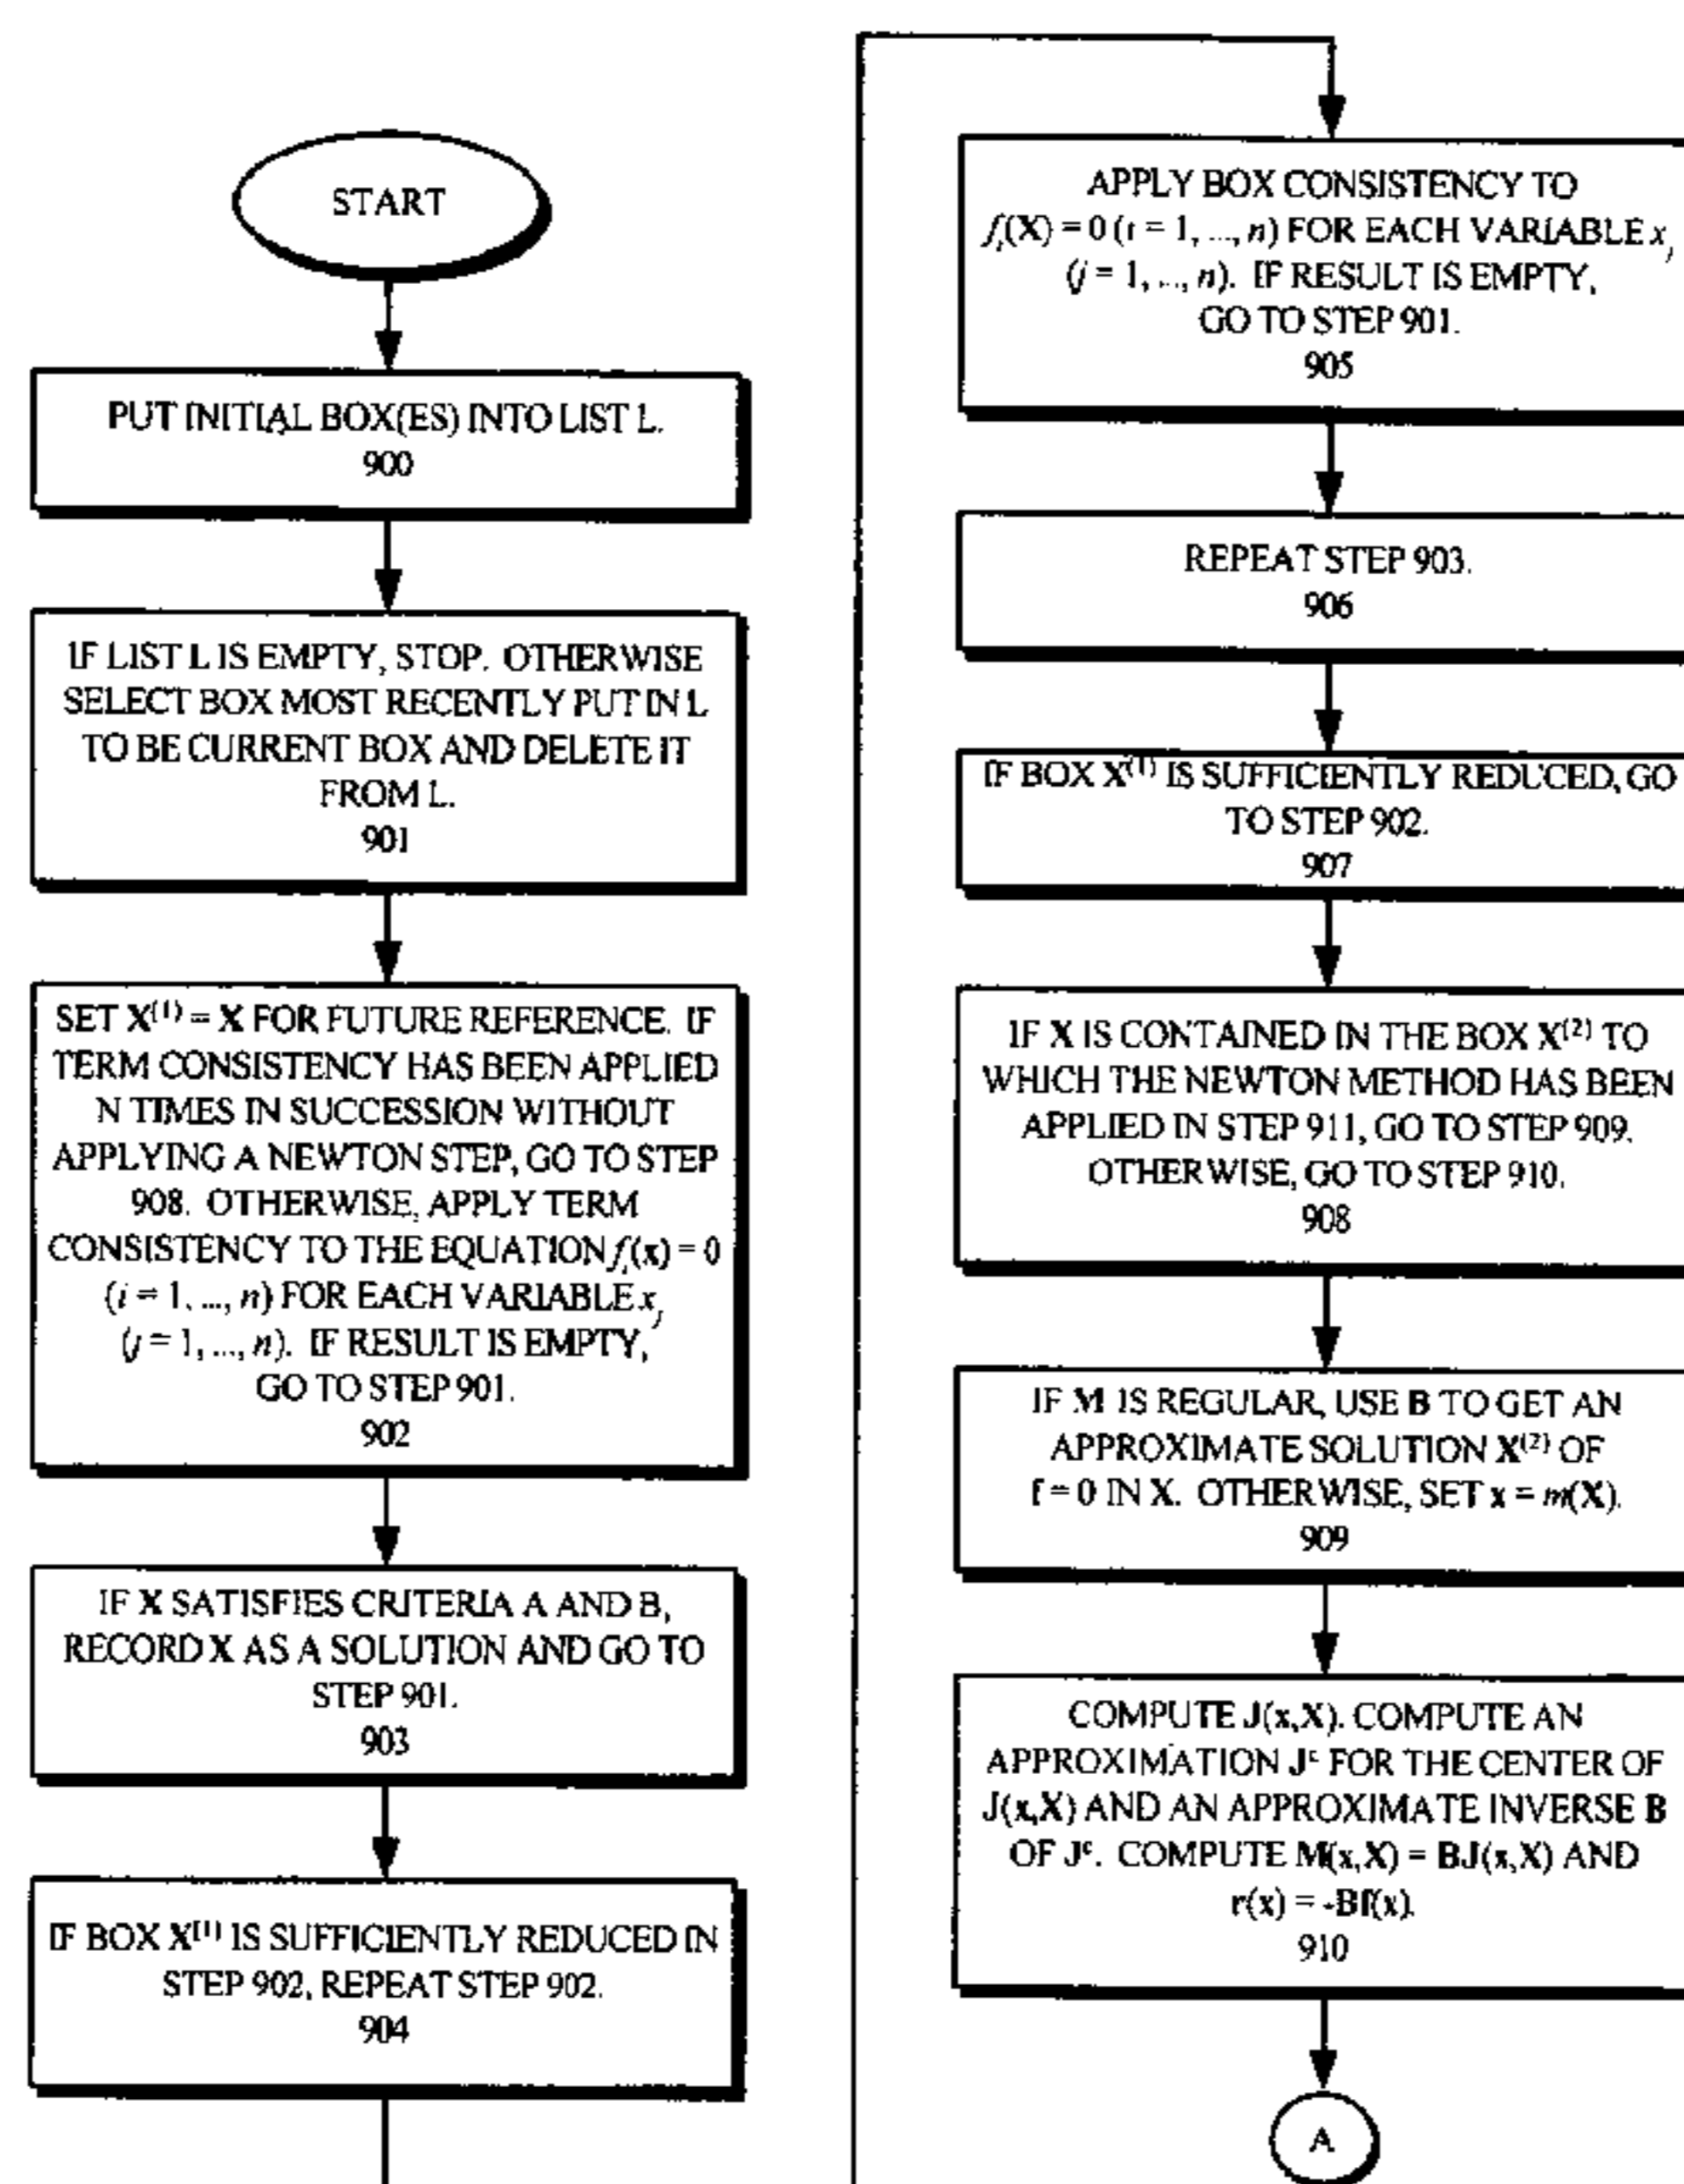 START
PUT INITIAL BOX(ES) INTO LIST L.
900
IF LIST L IS EMPTY, STOP. OTHERWISE
SELECT BOX MOST RECENTLY PUT IN L
TO BE CURRENT BOX AND DELETE IT
FROM L.
901
SET X⁽¹⁾ = X FOR FUTURE REFERENCE. IF
TERM CONSISTENCY HAS BEEN APPLIED
N TIMES IN SUCCESSION WITHOUT
APPLYING A NEWTON STEP, GO TO STEP
908. OTHERWISE, APPLY TERM
CONSISTENCY TO THE EQUATION fᵢ(x) = 0
(i = 1, ..., n) FOR EACH VARIABLE xⱼ
(j = 1, ..., n). IF RESULT IS EMPTY,
GO TO STEP 901.
902
IF X SATISFIES CRITERIA A AND B,
RECORD X AS A SOLUTION AND GO TO
STEP 901.
903
IF BOX X⁽¹⁾ IS SUFFICIENTLY REDUCED IN
STEP 902, REPEAT STEP 902.
904
APPLY BOX CONSISTENCY TO
fᵢ(X) = 0 (i = 1, ..., n) FOR EACH VARIABLE xⱼ
(j = 1, ..., n). IF RESULT IS EMPTY,
GO TO STEP 901.
905
REPEAT STEP 903.
906
IF BOX X⁽¹⁾ IS SUFFICIENTLY REDUCED, GO
TO STEP 902.
907
IF X IS CONTAINED IN THE BOX X⁽²⁾ TO
WHICH THE NEWTON METHOD HAS BEEN
APPLIED IN STEP 911, GO TO STEP 909.
OTHERWISE, GO TO STEP 910.
908
IF M IS REGULAR, USE B TO GET AN
APPROXIMATE SOLUTION X⁽²⁾ OF
f = 0 IN X. OTHERWISE, SET x = m(X).
909
COMPUTE J(x,X). COMPUTE AN
APPROXIMATION Jᶜ FOR THE CENTER OF
J(x,X) AND AN APPROXIMATE INVERSE B
OF Jᶜ. COMPUTE M(x,X) = BJ(x,X) AND
r(x) = -Bf(x).
910
A